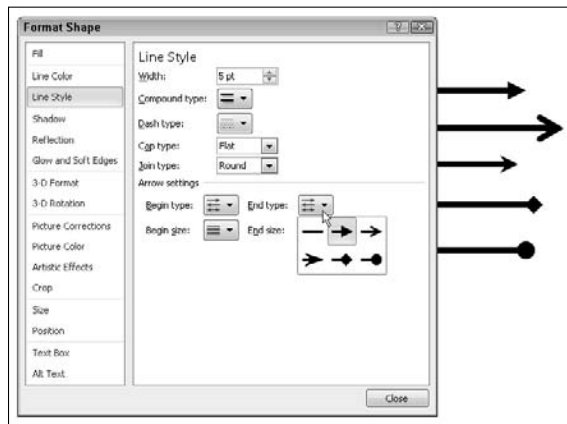 Format Shape
Fill
Line Color
Line Style
Shadow
Reflection
Glow and Soft Edges
3-D Format
3-D Rotation
Picture Corrections
Picture Color
Artistic Effects
Crop
Size
Position
Text Box
Alt Text
Line Style
Width: 5 pt
Compound type:
Dash type:
Cap type: Flat
Join type: Round
Arrow settings
Begin type: End type:
Begin size: End size:
Close